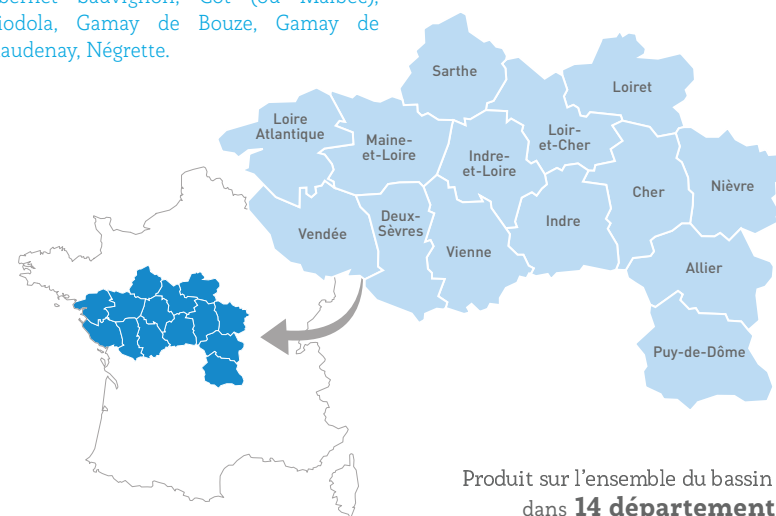 Gamay de Bouze, Gamay de
Négrette.
Sarthe
Loiret
Loire
Atlantique
Maine-
et-Loire
Loir-
et-Cher
Indre-
et-Loire
Cher
Nièvre
Vendée
Deux-
Sèvres
Indre
Vienne
Allier
Puy-de-Dôme
Produit sur l'ensemble du bassin
dans 14 département